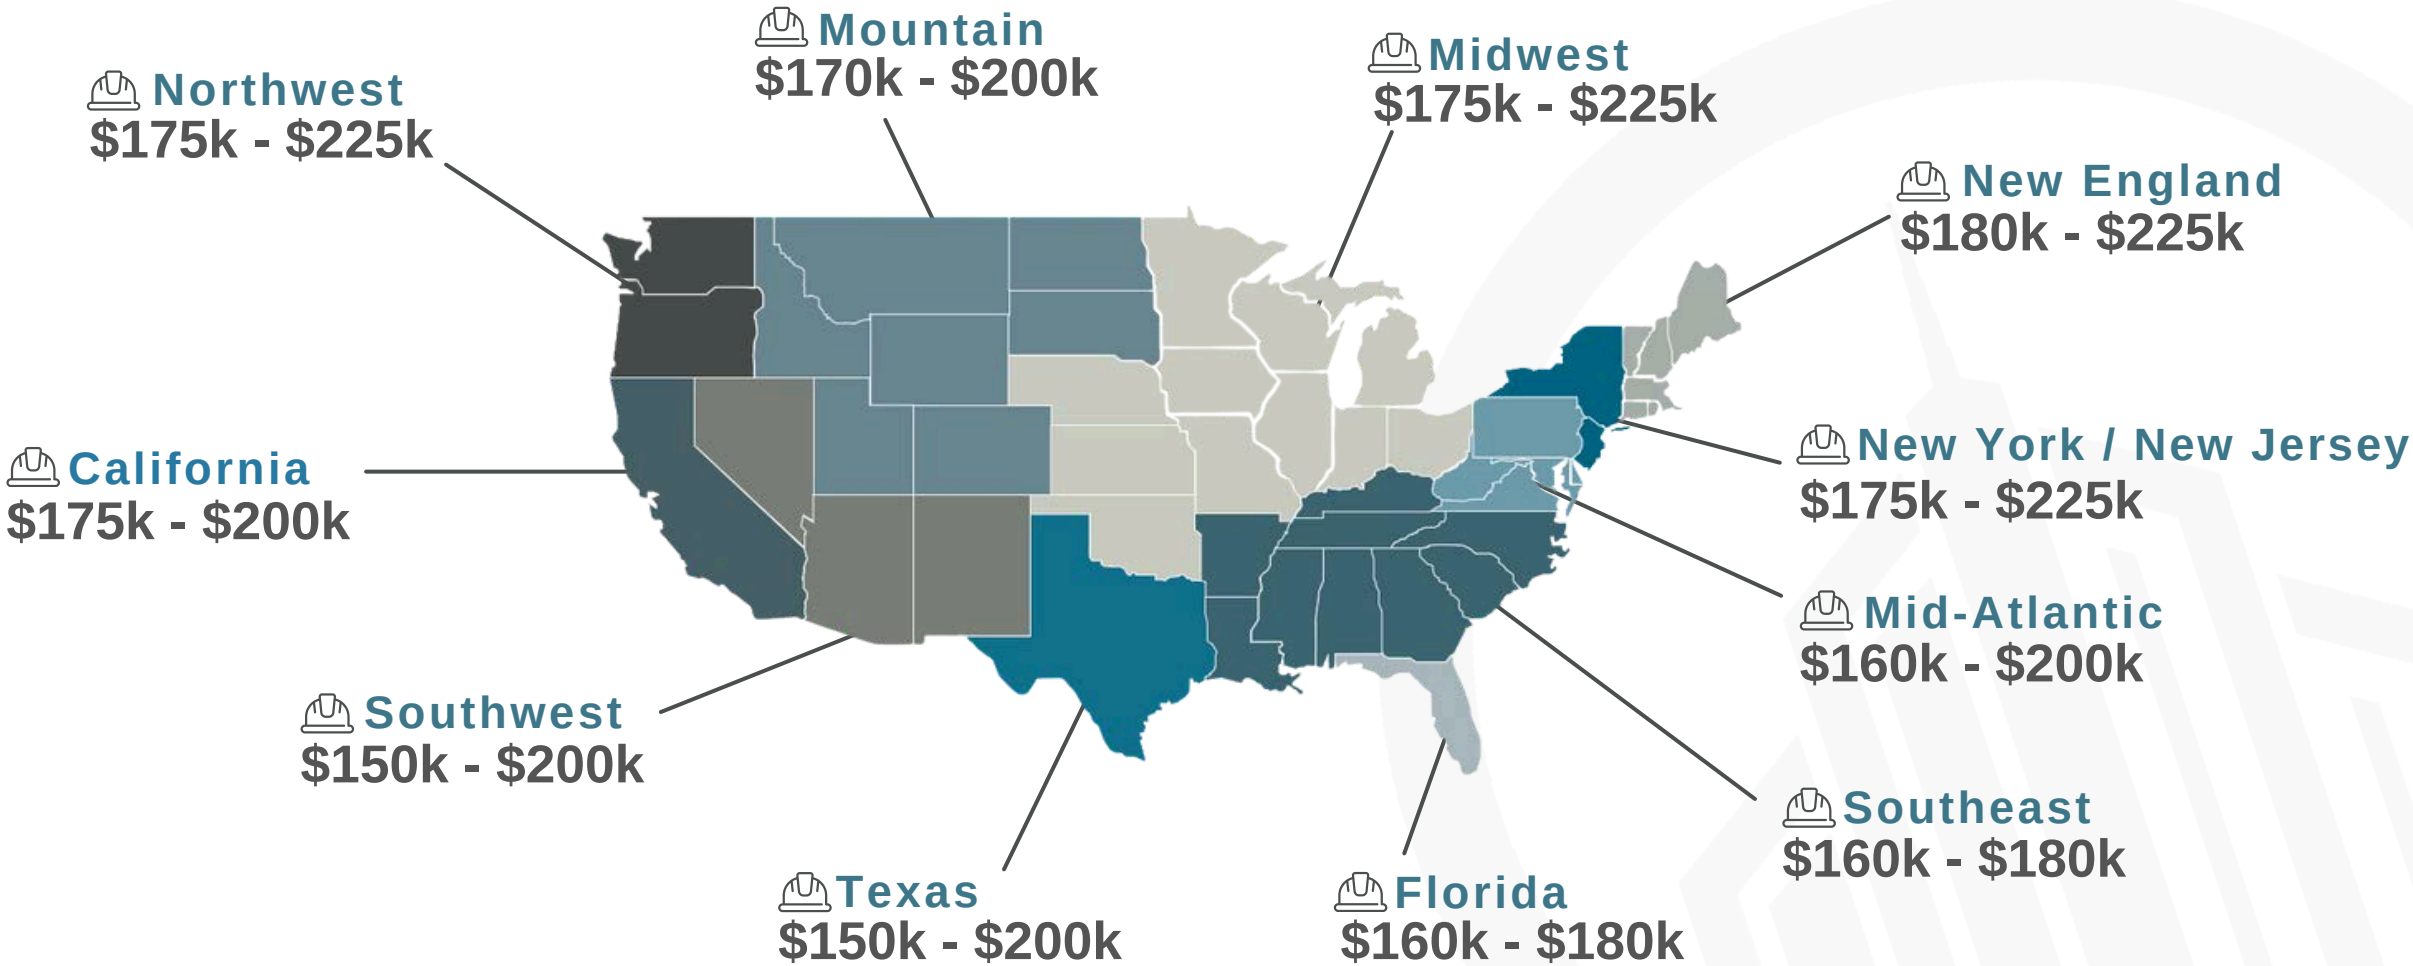 Mountain
$170k - $200k
Midwest
$175k - $225k
Northwest
$175k - $225k
New England
$180k - $225k
California
$175k - $200k
New York / New Jersey
$175k - $225k
Mid-Atlantic
$160k - $200k
Southwest
$150k - $200k
Southeast
$160k - $180k
Texas
$150k - $200k
Florida
$160k - $180k